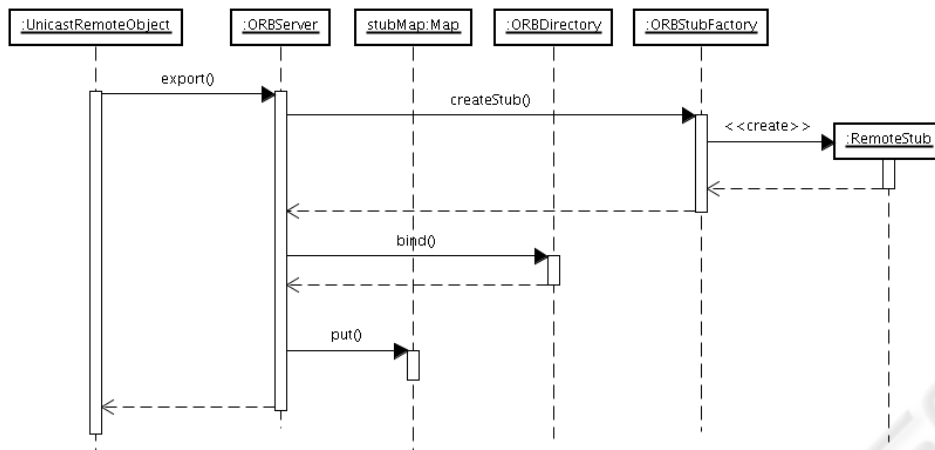 :UnicastRemoteObject
:ORBServer
stubMap:Map
:ORBDirectory
:ORBStubFactory
export()
createStub()
<<create>>
:RemoteStub
bind()
put()